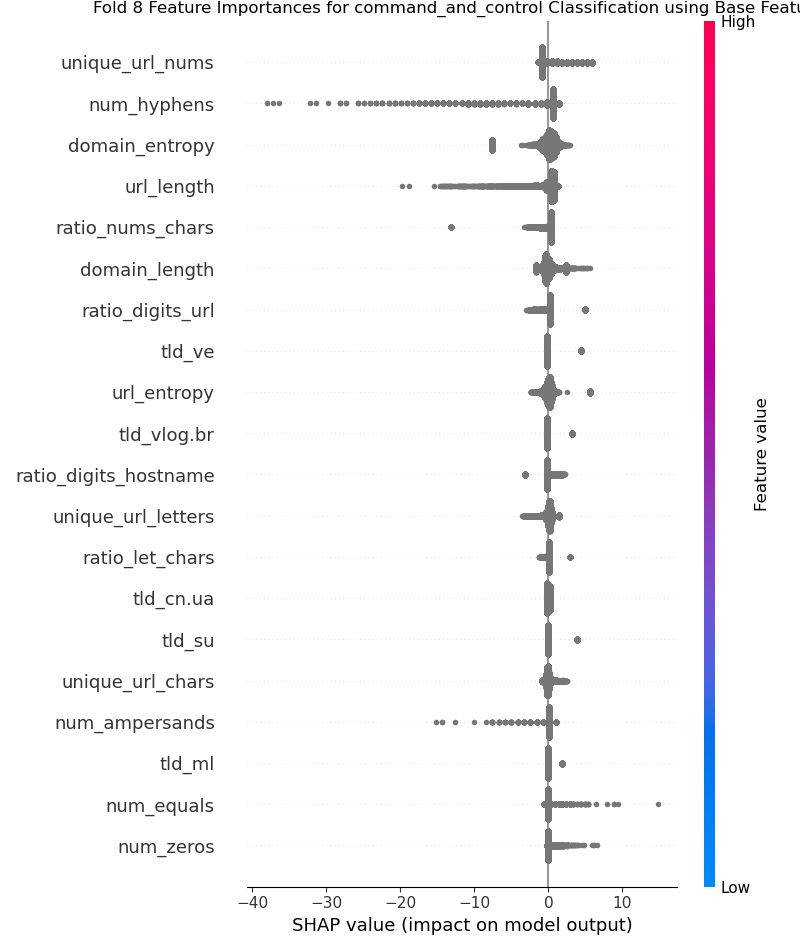 Fold 8 Feature Importances for command_and_control Classification using Base Featu
High
unique_url_nums
num_hyphens
domain_entropy
url_length
ratio_nums_chars
domain_length
ratio_digits_url
tld_ve
url_entropy
tld_vlog.br
ratio_digits_hostname
unique_url_letters
ratio_let_chars
tld_cn.ua
tld_su
unique_url_chars
num_ampersands
tld_ml
num_equals
num_zeros
Feature value
Low
−40 −30 −20 −10 0 10
SHAP value (impact on model output)